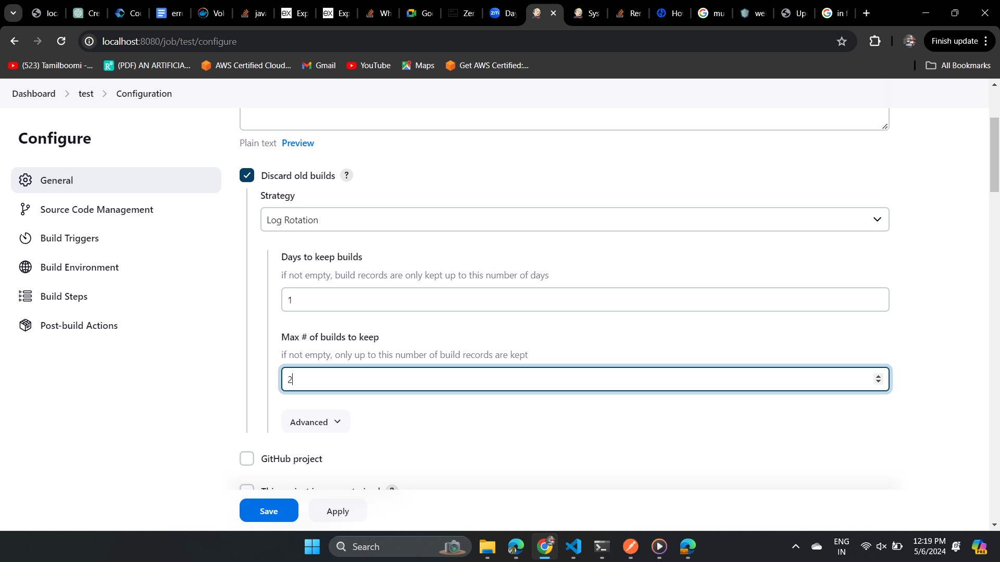 loca
Cre
Cou
erro
Vol
java
Exp
Exp
Wh
Goo
Zer
Day
Sys
Rer
Ho
mu
we
Up
in f
localhost:8080/job/test/configure
Finish update
(523) Tamilboomi -...
(PDF) AN ARTIFICIA...
AWS Certified Cloud...
Gmail
YouTube
Maps
Get AWS Certified:...
All Bookmarks
Dashboard > test > Configuration
Configure
General
Source Code Management
Build Triggers
Build Environment
Build Steps
Post-build Actions
Plain text Preview
Discard old builds ?
Strategy
Log Rotation
Days to keep builds
if not empty, build records are only kept up to this number of days
1
Max # of builds to keep
if not empty, only up to this number of build records are kept
2
Advanced
GitHub project
Save
Apply
Search
ENG
IN
12:19 PM
5/6/2024
PRE